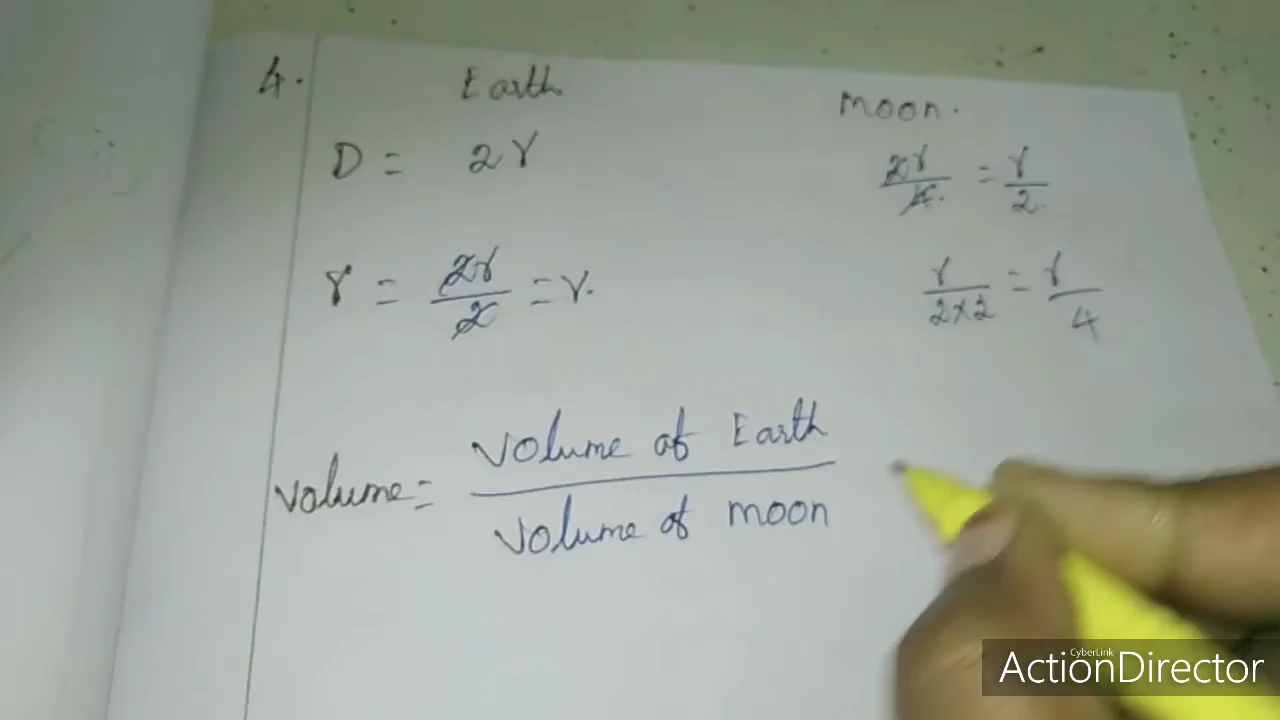 4. Earth Moon.
D = 2r 2r/4. = r/2.
r = 2r/2 = r. r/2×2 = r/4
Volume = Volume of Earth / Volume of moon
CyberLink
ActionDirector